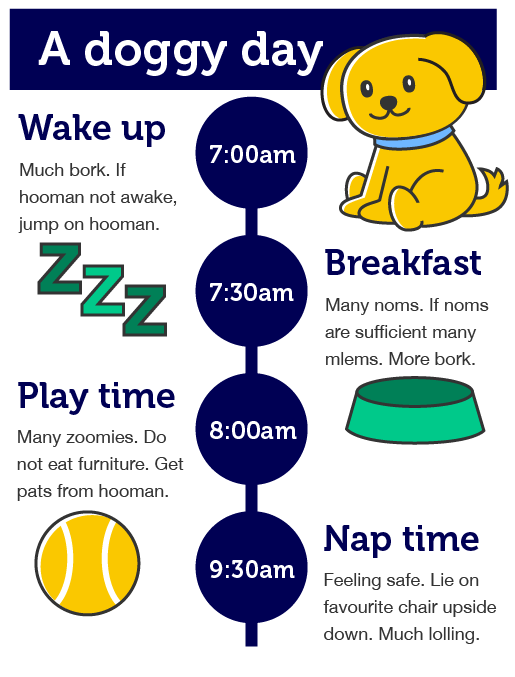 A doggy day
7:00am
Wake up
Much bork. If
hooman not awake,
jump on hooman.
ZZZ
7:30am
Breakfast
Many noms. If noms
are sufficient many
mlems. More bork.
8:00am
Play time
Many zoomies. Do
not eat furniture. Get
pats from hooman.
9:30am
Nap time
Feeling safe. Lie on
favourite chair upside
down. Much lolling.